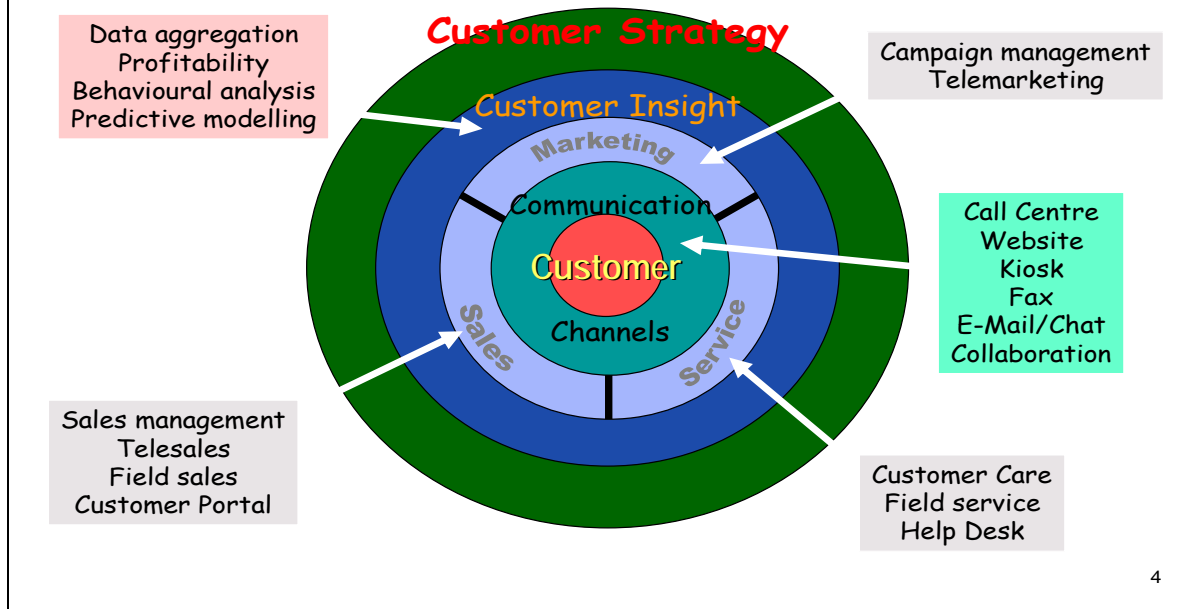 Customer Strategy
Data aggregation
Profitability
Behavioural analysis
Predictive modelling
Campaign management
Telemarketing
Customer Insight
Marketing
Communication
Customer
Channels
Sales
Service
Call Centre
Website
Kiosk
Fax
E-Mail/Chat
Collaboration
Sales management
Telesales
Field sales
Customer Portal
Customer Care
Field service
Help Desk
4